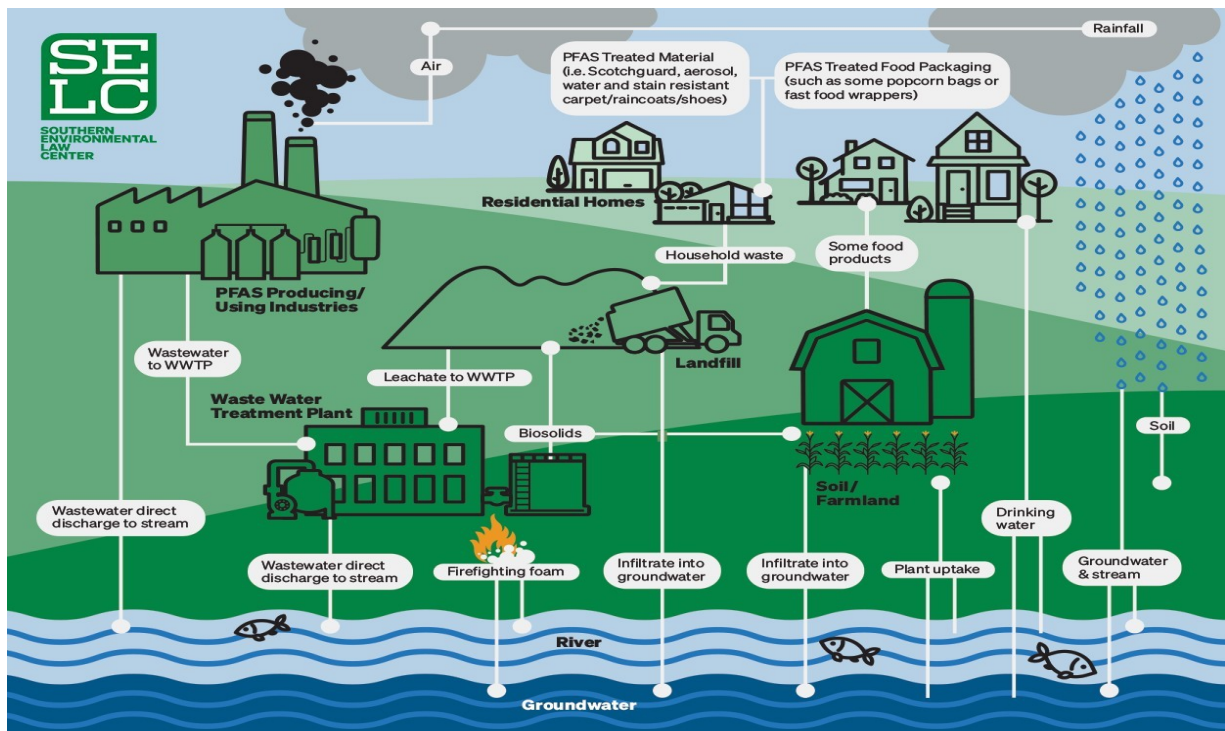 SE
LC
SOUTHERN
ENVIRONMENTAL
LAW
CENTER
Rainfall
Air
PFAS Treated Material
(i.e. Scotchguard, aerosol,
water and stain resistant
carpet/raincoats/shoes)
PFAS Treated Food Packaging
(such as some popcorn bags or
fast food wrappers)
Residential Homes
Household waste
Some food
products
PFAS Producing/
Using Industries
Wastewater
to WWTP
Landfill
Leachate to WWTP
Waste Water
Treatment Plant
Biosolids
Soil
Soil/
Farmland
Wastewater direct
discharge to stream
Drinking
water
Wastewater direct
discharge to stream
Firefighting foam
Infiltrate into
groundwater
Infiltrate into
groundwater
Plant uptake
Groundwater
& stream
River
Groundwater